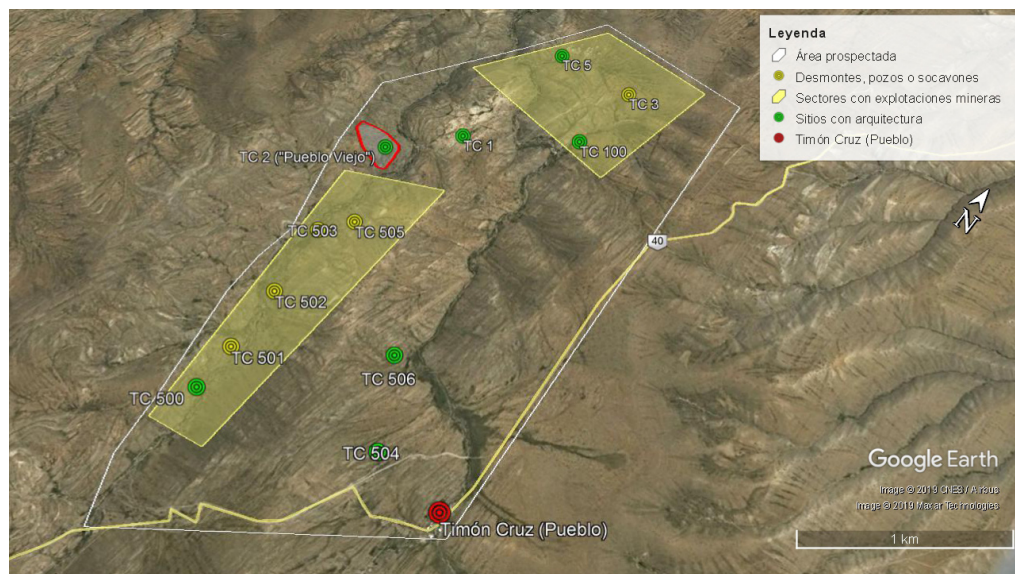 Leyenda
Área prospectada
Desmontes, pozos o socavones
Sectores con explotaciones mineras
Sitios con arquitectura
Timón Cruz (Pueblo)
TC 5
TC 3
TC 1
TC 100
TC 2 ("Pueblo Viejo")
N
TC 503
TC 505
40
TC 502
TC 501
TC 506
TC 500
TC 504
Google Earth
Image © 2019 CNES / Airbus
Image © 2019 Maxar Technologies
Timón Cruz (Pueblo)
1 km